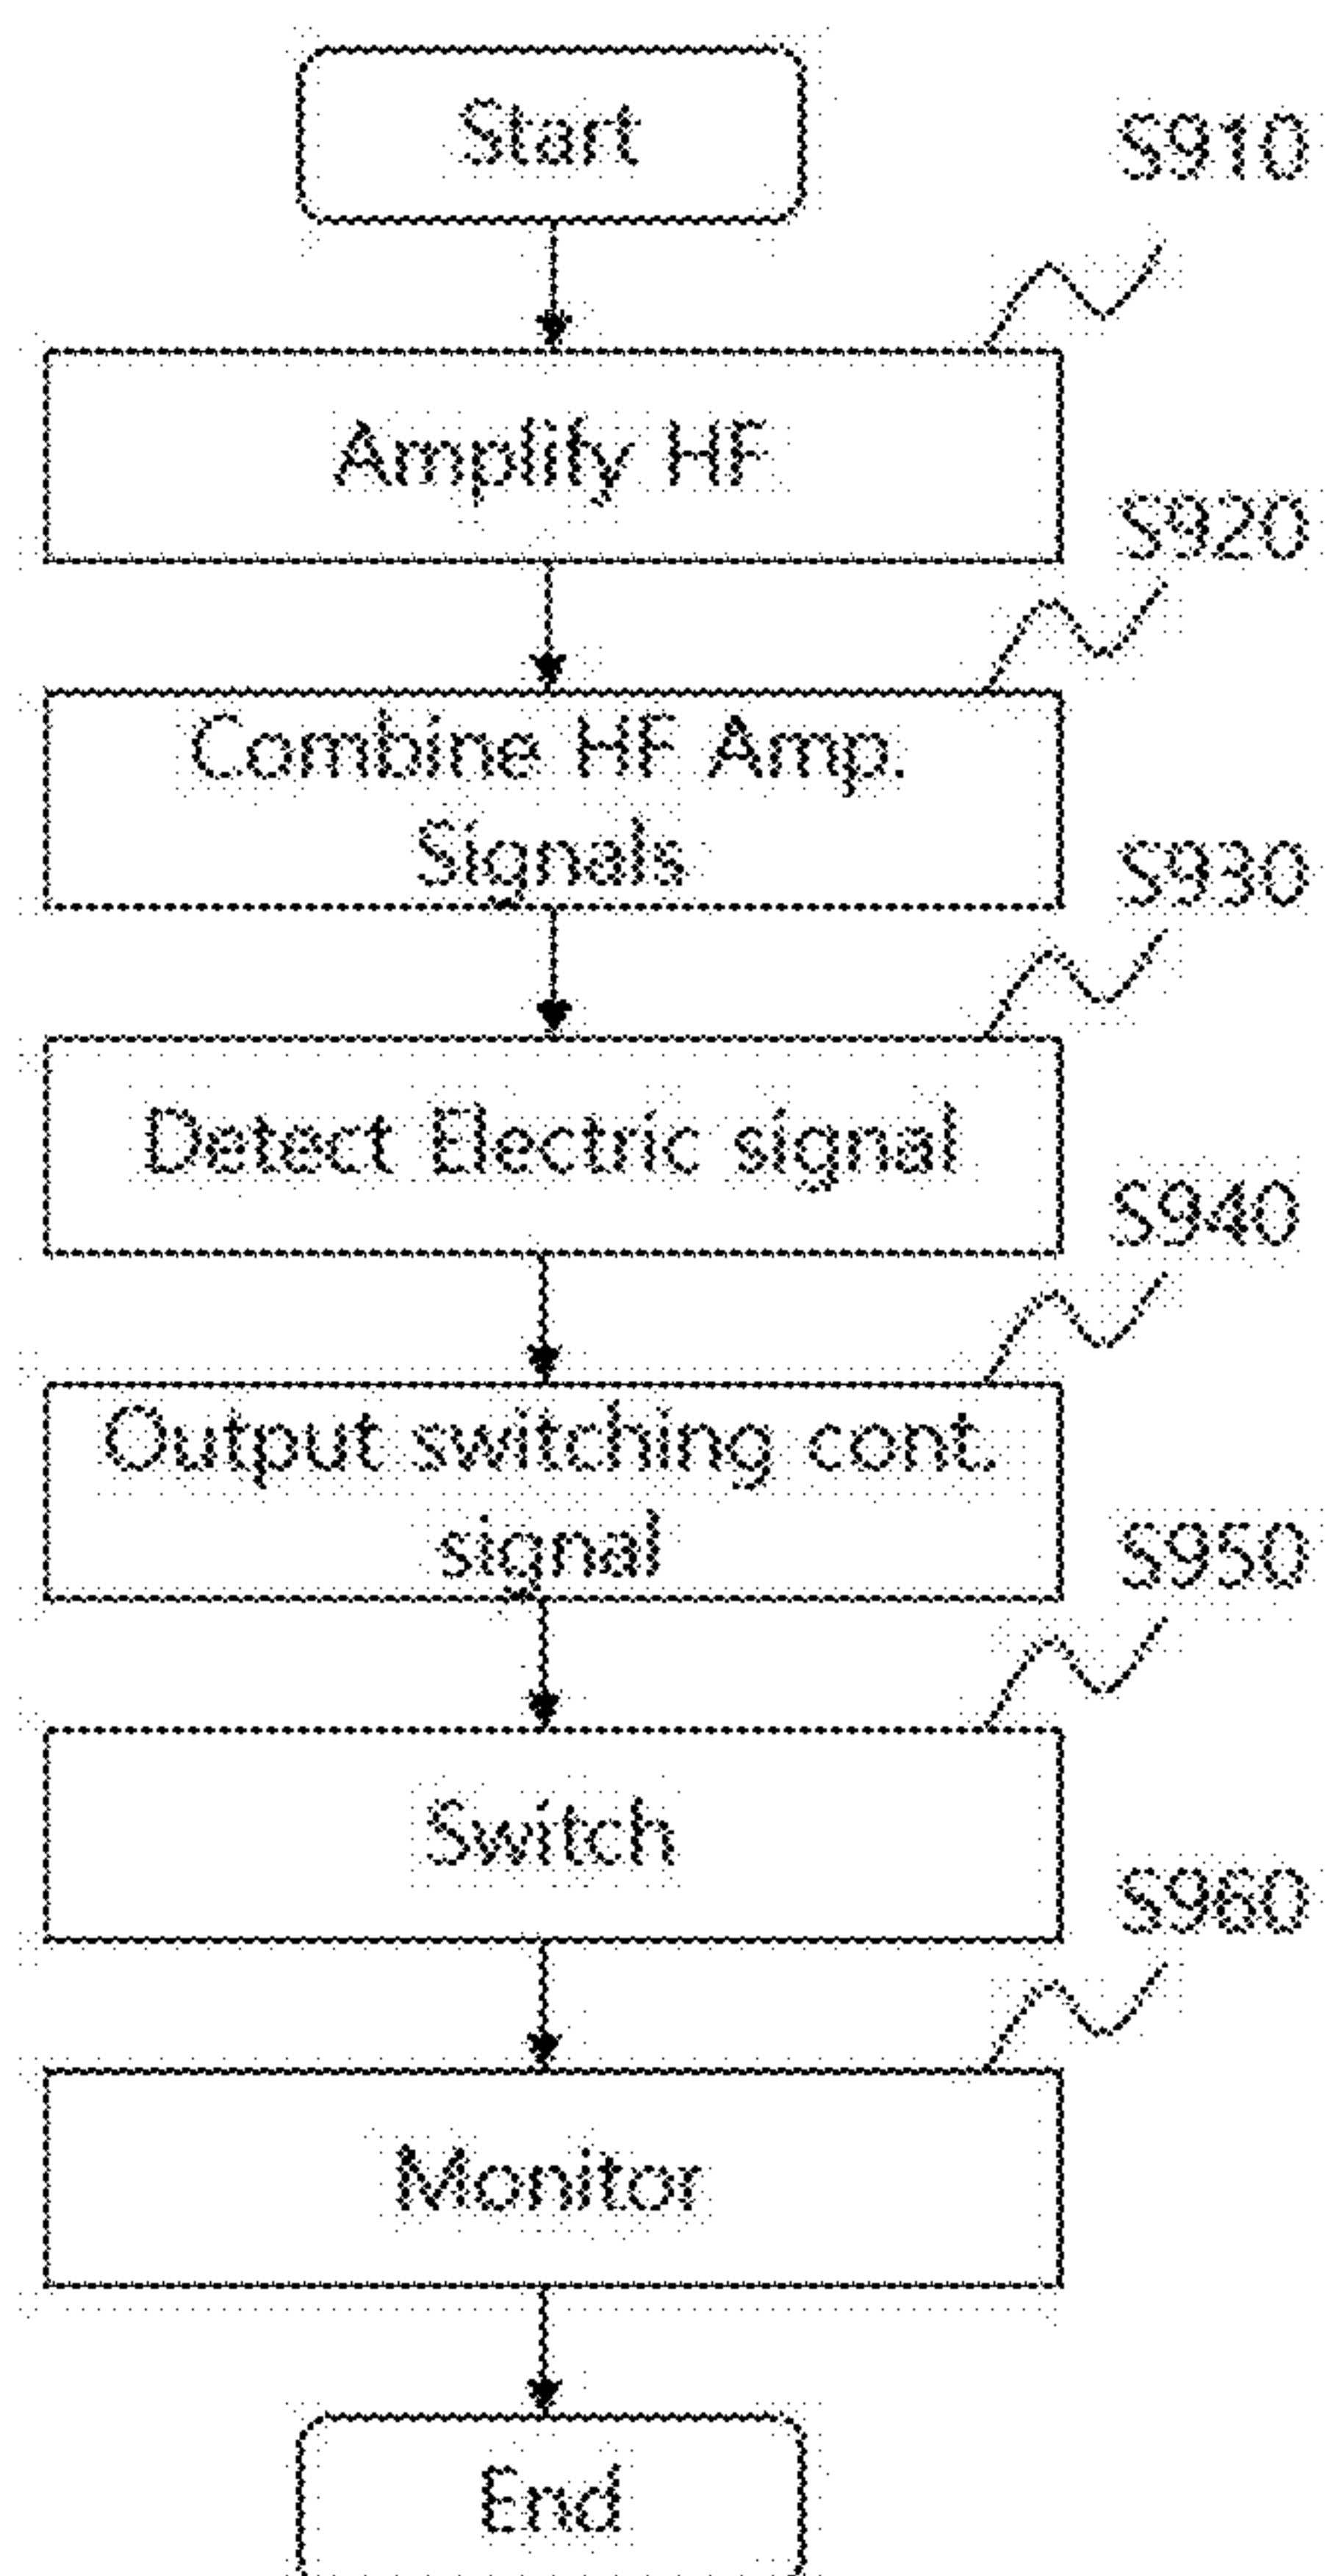 Start
S910
Amplify HF
S920
Combine HF Amp.
Signals
S930
Detect Electric signal
S940
Output switching cont.
signal
S950
Switch
S960
Monitor
End